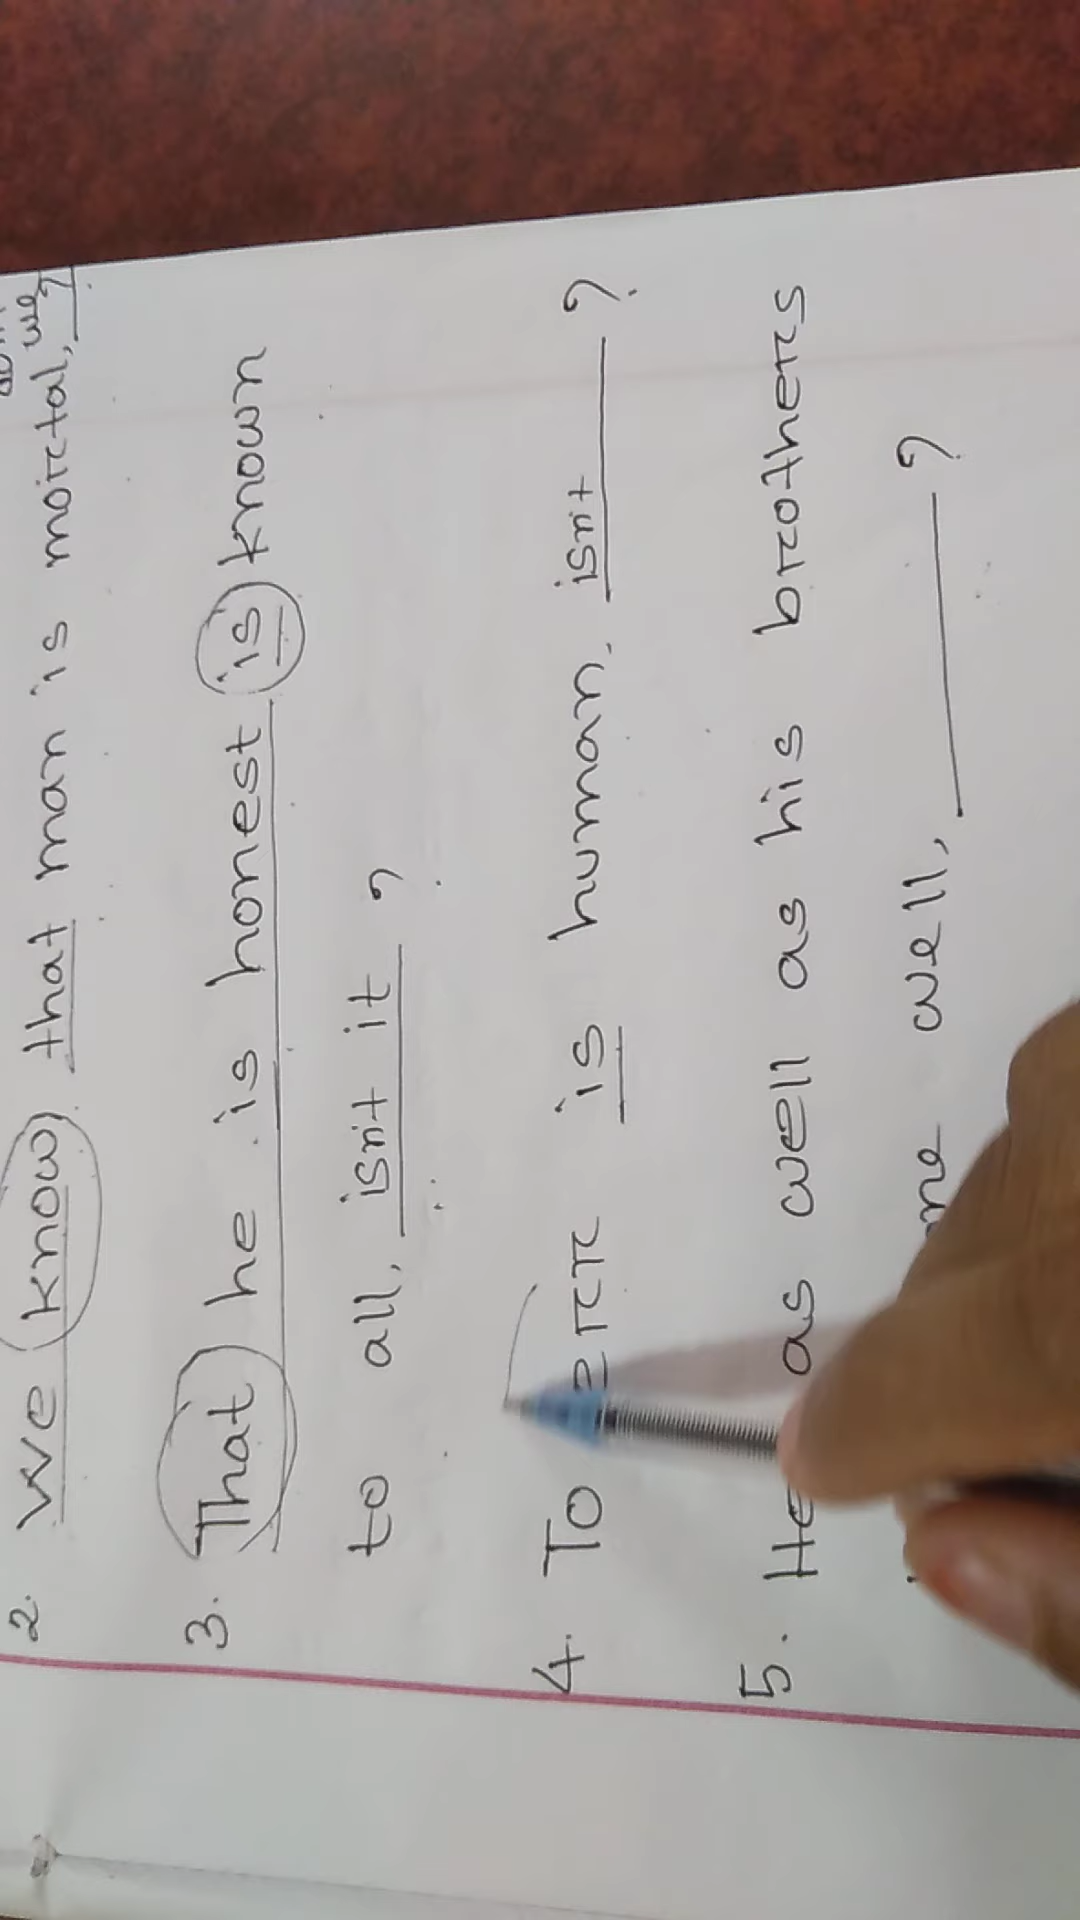 2. We know that man is mortal, we ?
3. That he is honest is known
to all, isn't it ?
4. To err is human, isn't ?
5. He as well as his brothers
me well, ?